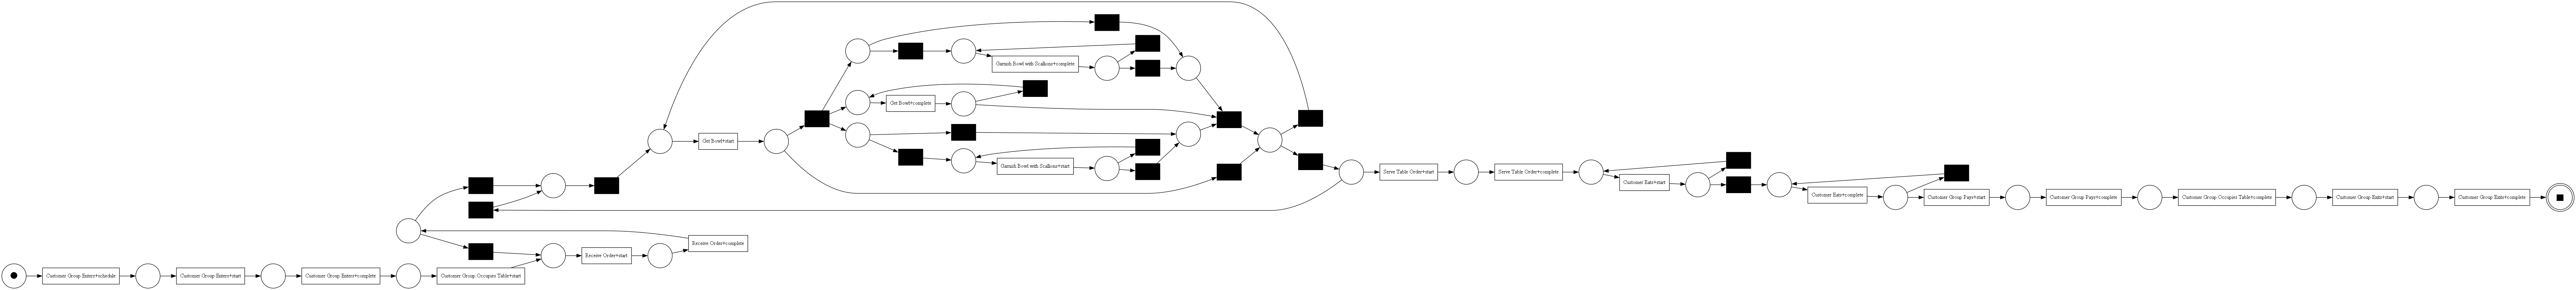 Garnish Bowl with Scallions+complete
Get Bowl+complete
Get Bowl+start
Garnish Bowl with Scallions+start
Serve Table Order+start
Serve Table Order+complete
Customer Eats+start
Customer Eats+complete
Customer Group Pays+start
Customer Group Pays+complete
Customer Group Occupies Table+complete
Customer Group Exits+start
Customer Group Exits+complete
Receive Order+complete
Receive Order+start
Customer Group Enters+schedule
Customer Group Enters+start
Customer Group Enters+complete
Customer Group Occupies Table+start